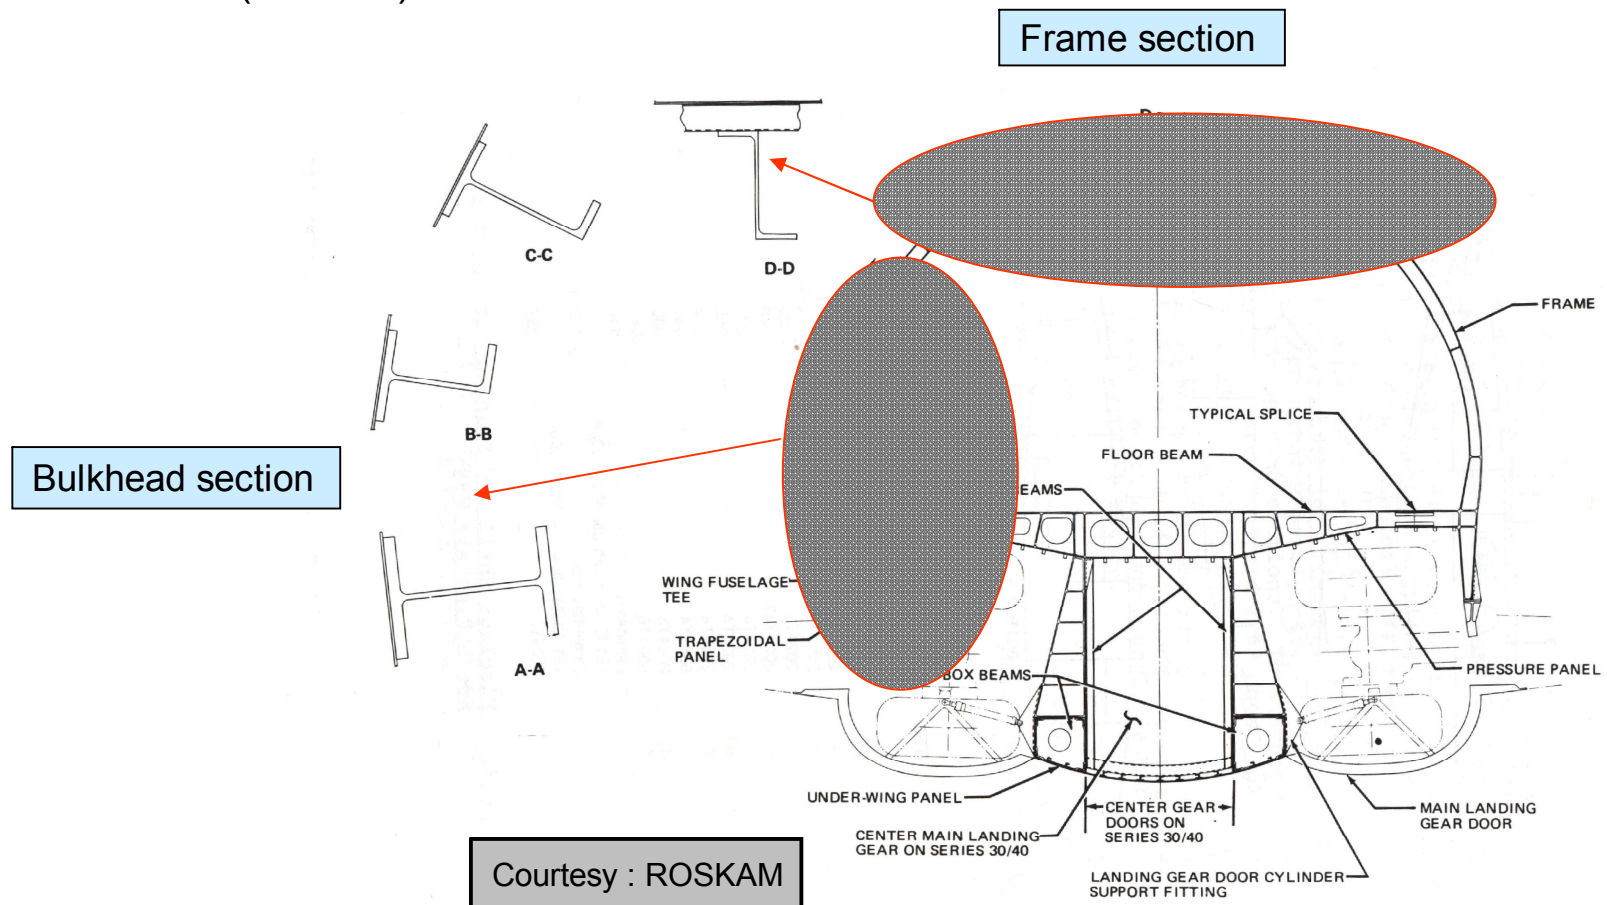 Frame section
C-C
D-D
FRAME
TYPICAL SPLICE
B-B
FLOOR BEAM
Bulkhead section
EAMS
WING FUSELAGE
TEE
TRAPEZOIDAL
PANEL
A-A
BOX BEAMS
PRESSURE PANEL
UNDER-WING PANEL
CENTER GEAR
DOORS ON
SERIES 30/40
MAIN LANDING
GEAR DOOR
CENTER MAIN LANDING
GEAR ON SERIES 30/40
Courtesy : ROSKAM
LANDING GEAR DOOR CYLINDER
SUPPORT FITTING